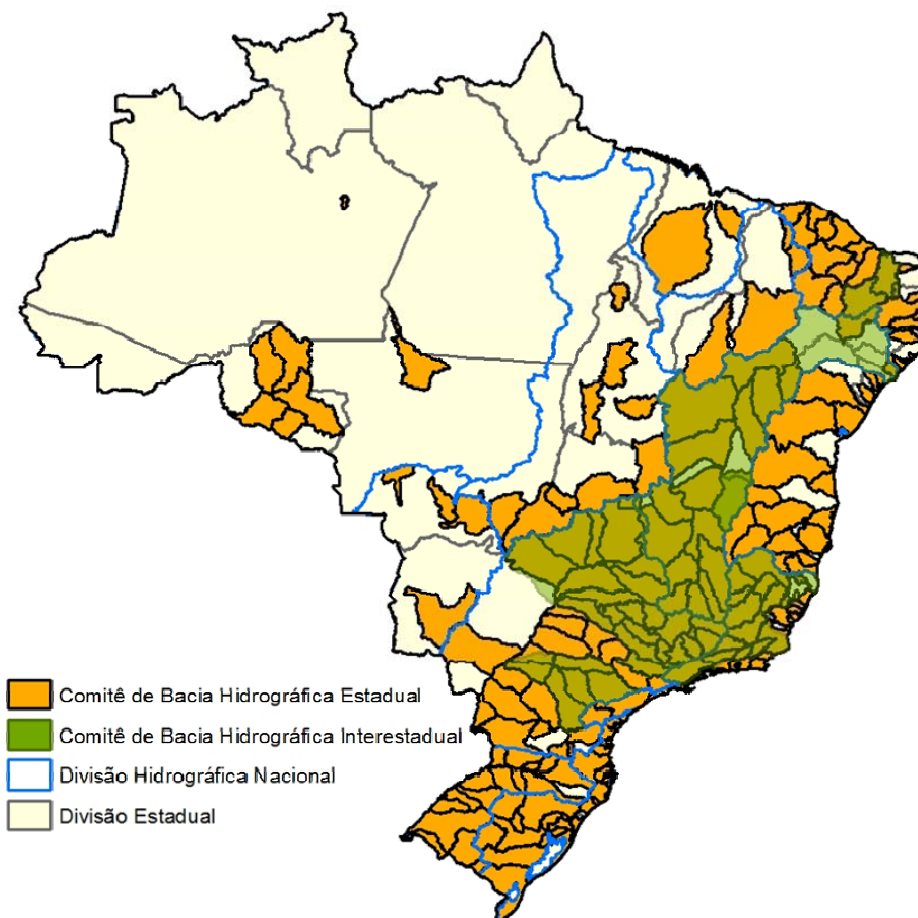 Comitê de Bacia Hidrográfica Estadual
Comitê de Bacia Hidrográfica Interestadual
Divisão Hidrográfica Nacional
Divisão Estadual